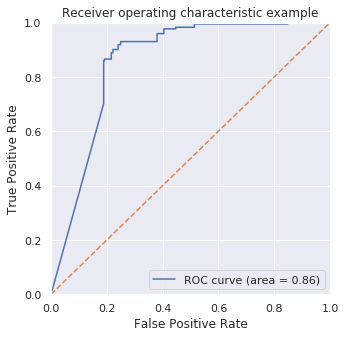 Receiver operating characteristic example
1.0
0.8
0.6
0.4
0.2
0.0
True Positive Rate
ROC curve (area = 0.86)
0.0 0.2 0.4 0.6 0.8 1.0
False Positive Rate